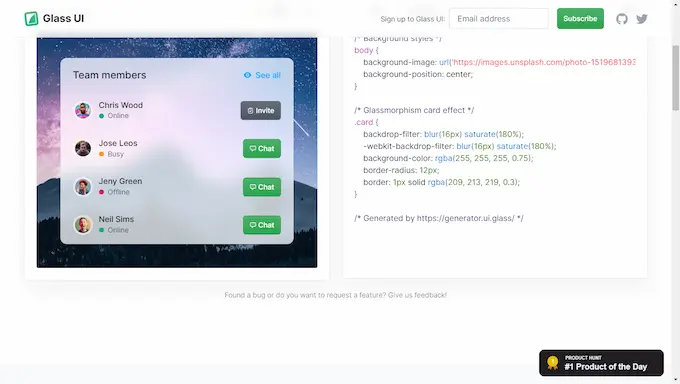 Glass UI
Sign up to Glass UI:
Email address
Subscribe
Team members
See all
Chris Wood
Online
Invite
Jose Leos
Busy
Chat
Jeny Green
Offline
Chat
Neil Sims
Online
Chat
/* Background styles */
body {
background-image: url('https://images.unsplash.com/photo-1519681393
background-position: center;
}
/* Glassmorphism card effect */
.card {
backdrop-filter: blur(16px) saturate(180%);
-webkit-backdrop-filter: blur(16px) saturate(180%);
background-color: rgba(255, 255, 255, 0.75);
border-radius: 12px;
border: 1px solid rgba(209, 213, 219, 0.3);
}
/* Generated by https://generator.ui.glass/ */
Found a bug or do you want to request a feature? Give us feedback!
PRODUCT HUNT
#1 Product of the Day